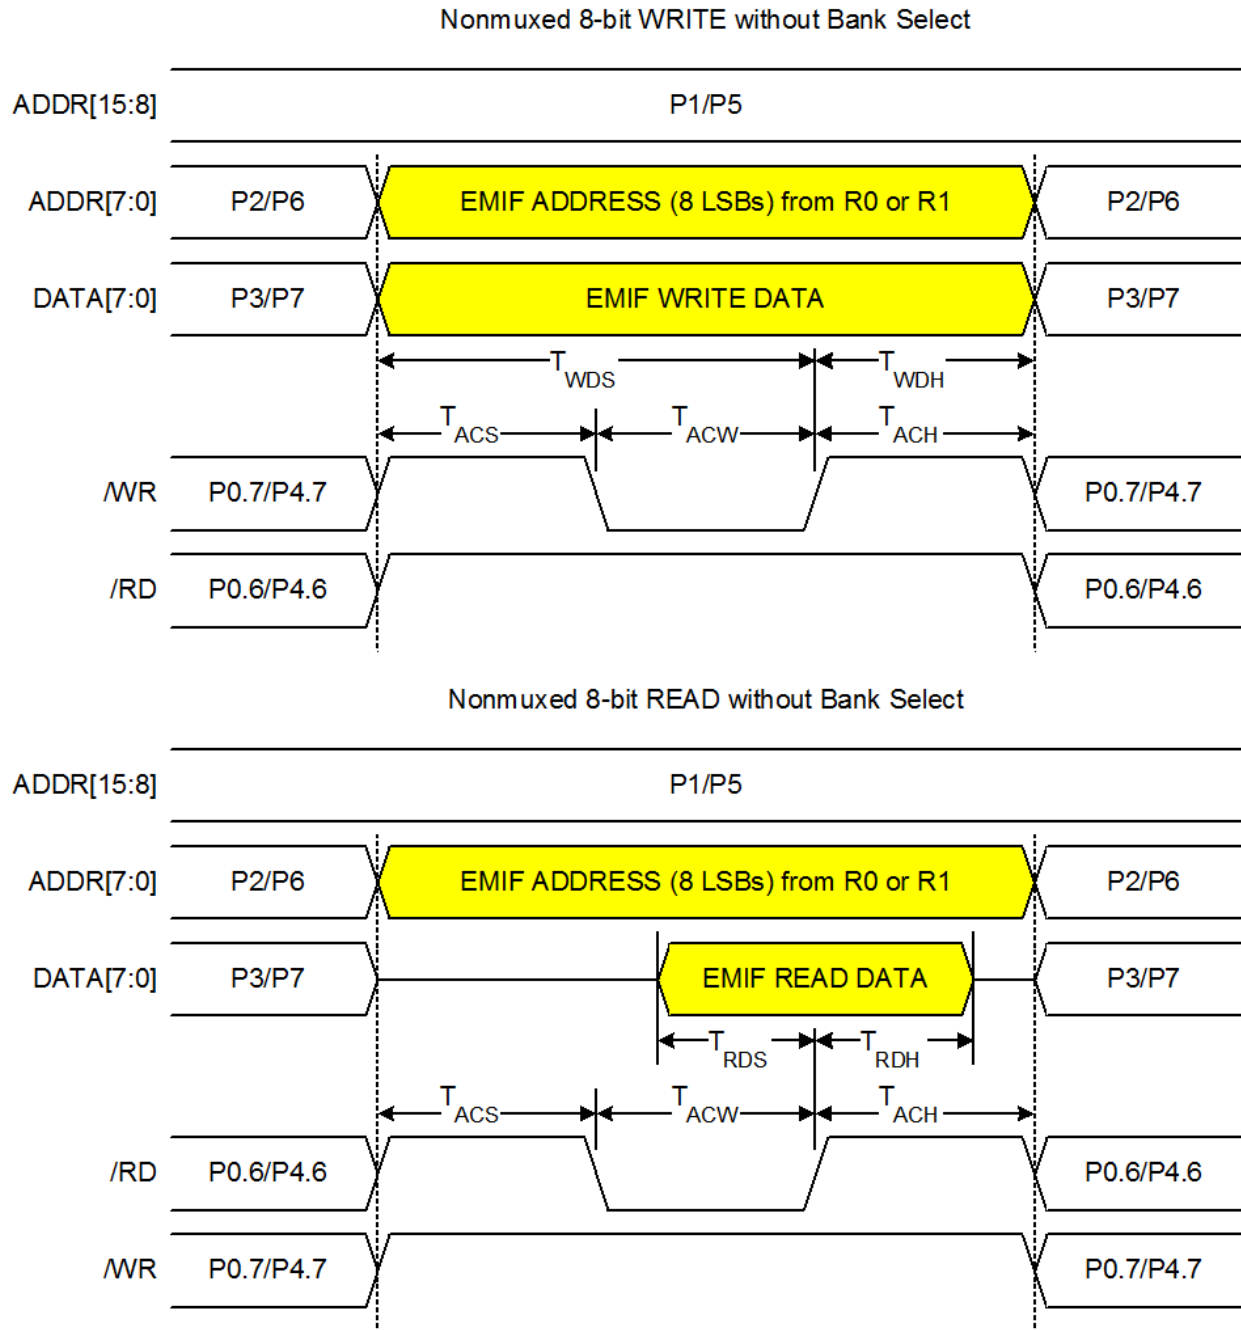 Nonmuxed 8-bit WRITE without Bank Select
ADDR[15:8] P1/P5
ADDR[7:0] P2/P6 EMIF ADDRESS (8 LSBs) from R0 or R1 P2/P6
DATA[7:0] P3/P7 EMIF WRITE DATA P3/P7
TWDS TWDH
TACS TACW TACH
/WR P0.7/P4.7 P0.7/P4.7
/RD P0.6/P4.6 P0.6/P4.6
Nonmuxed 8-bit READ without Bank Select
ADDR[15:8] P1/P5
ADDR[7:0] P2/P6 EMIF ADDRESS (8 LSBs) from R0 or R1 P2/P6
DATA[7:0] P3/P7 EMIF READ DATA P3/P7
TRDS TRDH
TACS TACW TACH
/RD P0.6/P4.6 P0.6/P4.6
/WR P0.7/P4.7 P0.7/P4.7